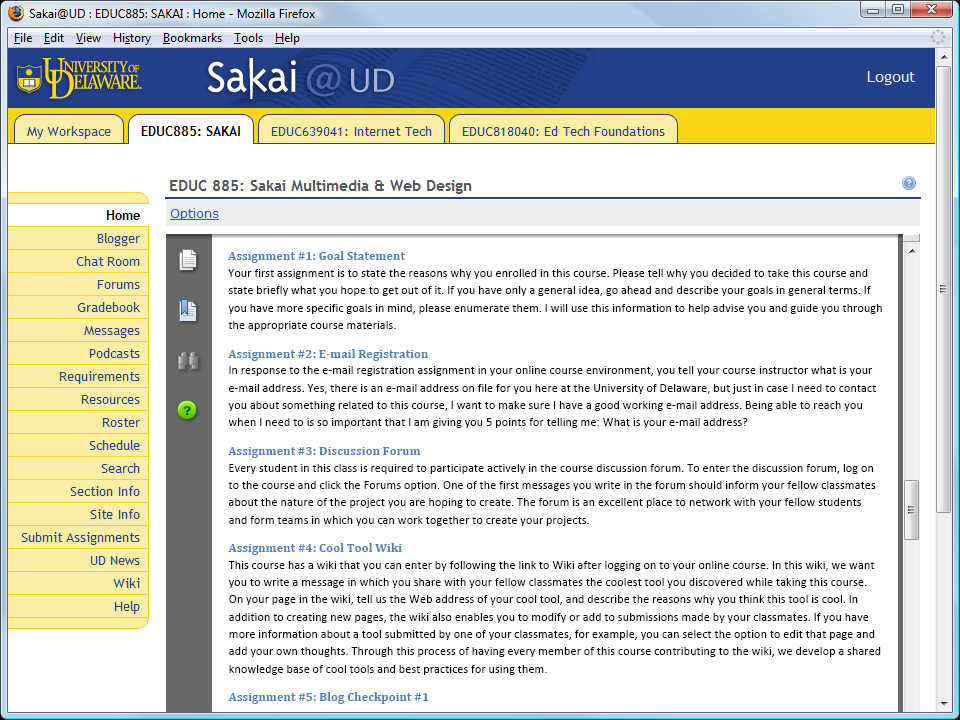 Sakai@UD : EDUC885: SAKAI : Home - Mozilla Firefox
File Edit View History Bookmarks Tools Help
UNIVERSITY OF DELAWARE
Sakai @ UD
Logout
My Workspace EDUC885: SAKAI EDUC639041: Internet Tech EDUC818040: Ed Tech Foundations
EDUC 885: Sakai Multimedia & Web Design
?
Options
Home
Blogger
Chat Room
Forums
Gradebook
Messages
Podcasts
Requirements
Resources
Roster
Schedule
Search
Section Info
Site Info
Submit Assignments
UD News
Wiki
Help
?
Assignment #1: Goal Statement
Your first assignment is to state the reasons why you enrolled in this course. Please tell why you decided to take this course and
state briefly what you hope to get out of it. If you have only a general idea, go ahead and describe your goals in general terms. If
you have more specific goals in mind, please enumerate them. I will use this information to help advise you and guide you through
the appropriate course materials.
Assignment #2: E-mail Registration
In response to the e-mail registration assignment in your online course environment, you tell your course instructor what is your
e-mail address. Yes, there is an e-mail address on file for you here at the University of Delaware, but just in case I need to contact
you about something related to this course, I want to make sure I have a good working e-mail address. Being able to reach you
when I need to is so important that I am giving you 5 points for telling me: What is your e-mail address?
Assignment #3: Discussion Forum
Every student in this class is required to participate actively in the course discussion forum. To enter the discussion forum, log on
to the course and click the Forums option. One of the first messages you write in the forum should inform your fellow classmates
about the nature of the project you are hoping to create. The forum is an excellent place to network with your fellow students
and form teams in which you can work together to create your projects.
Assignment #4: Cool Tool Wiki
This course has a wiki that you can enter by following the link to Wiki after logging on to your online course. In this wiki, we want
you to write a message in which you share with your fellow classmates the coolest tool you discovered while taking this course.
On your page in the wiki, tell us the Web address of your cool tool, and describe the reasons why you think this tool is cool. In
addition to creating new pages, the wiki also enables you to modify or add to submissions made by your classmates. If you have
more information about a tool submitted by one of your classmates, for example, you can select the option to edit that page and
add your own thoughts. Through this process of having every member of this course contributing to the wiki, we develop a shared
knowledge base of cool tools and best practices for using them.
Assignment #5: Blog Checkpoint #1